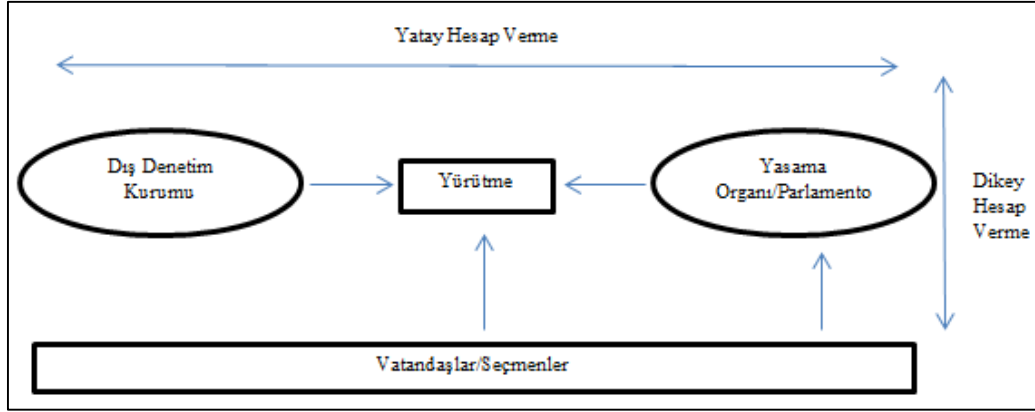 Yatay Hesap Verme
Dış Denetim
Kurumu
Yürütme
Yasama
Organı/Parlamento
Dikey
Hesap
Verme
Vatandaşlar/Seçmenler